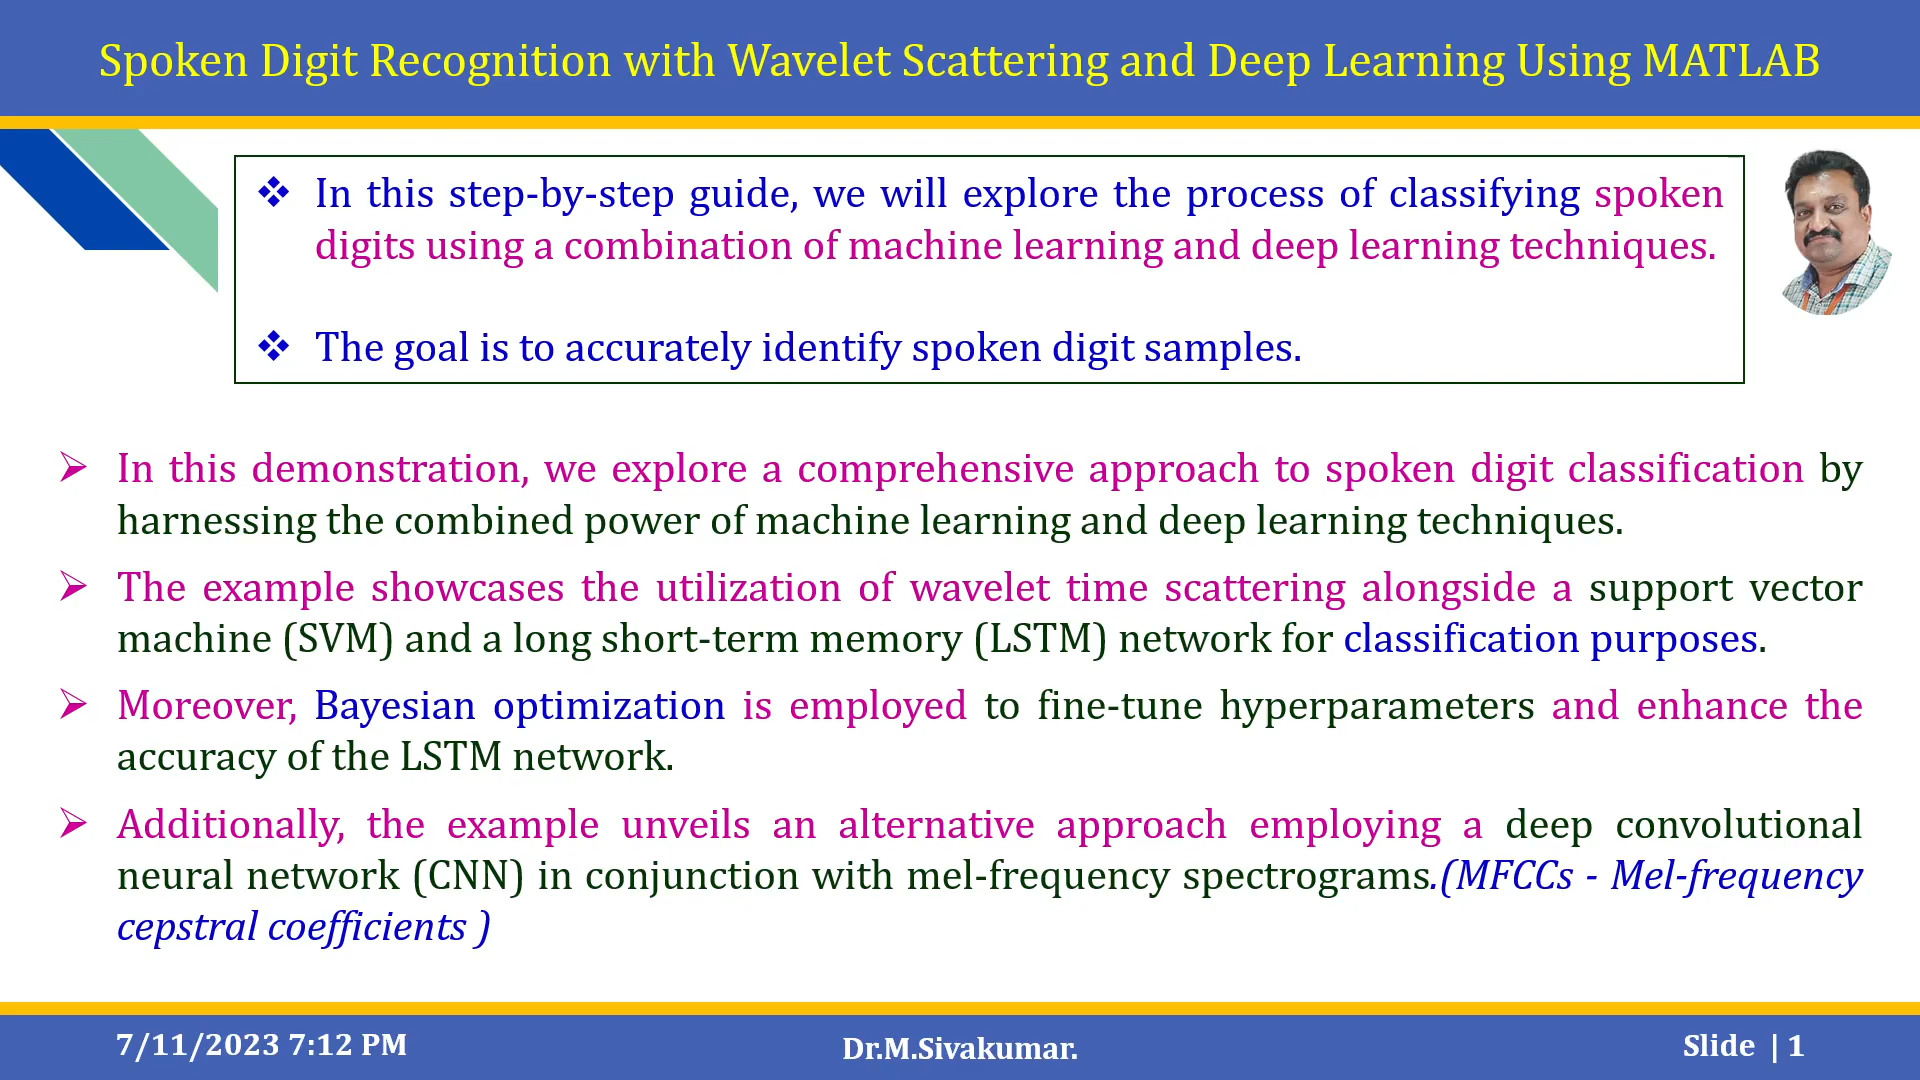 Spoken Digit Recognition with Wavelet Scattering and Deep Learning Using MATLAB
❖ In this step-by-step guide, we will explore the process of classifying spoken
digits using a combination of machine learning and deep learning techniques.
❖ The goal is to accurately identify spoken digit samples.
➢ In this demonstration, we explore a comprehensive approach to spoken digit classification by
harnessing the combined power of machine learning and deep learning techniques.
➢ The example showcases the utilization of wavelet time scattering alongside a support vector
machine (SVM) and a long short-term memory (LSTM) network for classification purposes.
➢ Moreover, Bayesian optimization is employed to fine-tune hyperparameters and enhance the
accuracy of the LSTM network.
➢ Additionally, the example unveils an alternative approach employing a deep convolutional
neural network (CNN) in conjunction with mel-frequency spectrograms.(MFCCs - Mel-frequency
cepstral coefficients )
7/11/2023 7:12 PM
Dr.M.Sivakumar.
Slide | 1